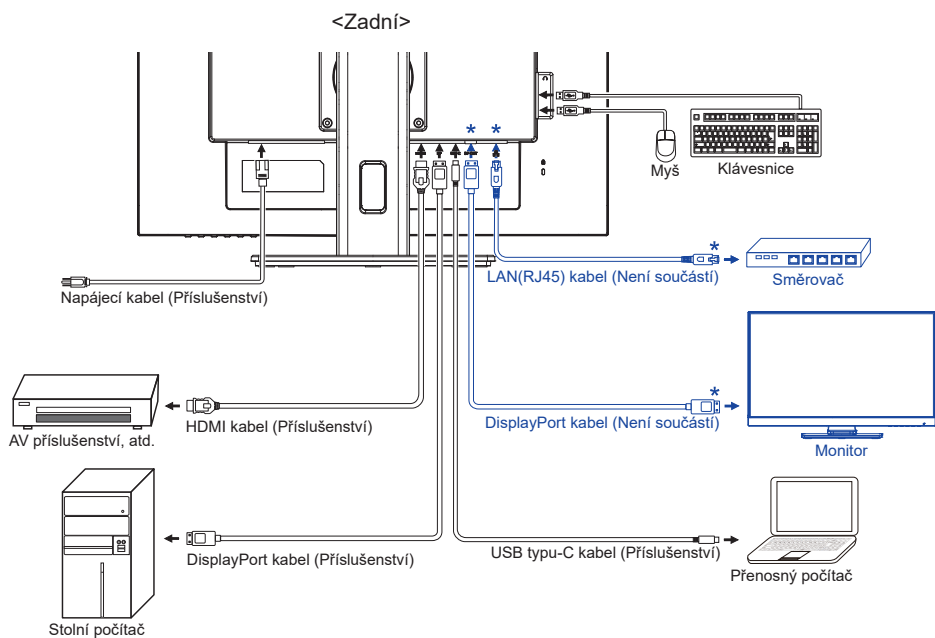 <Zadní>
*
*
Myš
Klávesnice
*
LAN(RJ45) kabel (Není součástí)
Směrovač
Napájecí kabel (Příslušenství)
*
HDMI kabel (Příslušenství)
DisplayPort kabel (Není součástí)
AV příslušenství, atd.
Monitor
DisplayPort kabel (Příslušenství)
USB typu-C kabel (Příslušenství)
Přenosný počítač
Stolní počítač